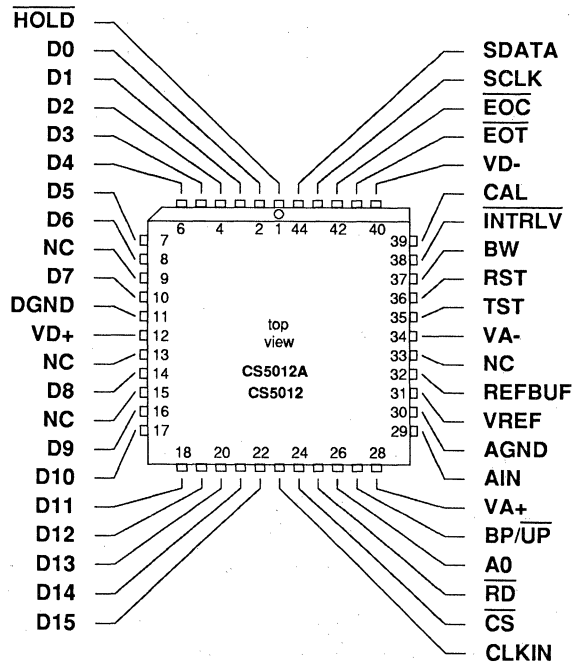 HOLD
D0
D1
D2
D3
D4
D5
D6
NC
D7
DGND
VD+
NC
D8
NC
D9
D10
D11
D12
D13
D14
D15
SDATA
SCLK
EOC
EOT
VD-
CAL
INTRLV
BW
RST
TST
VA-
NC
REFBUF
VREF
AGND
AIN
VA+
BP/UP
A0
RD
CS
CLKIN
6 4 2 1 44 42 40
7
8
9
10
11
12
13
14
15
16
17
39
38
37
36
35
34
33
32
31
30
29
top
view
CS5012A
CS5012
18 20 22 24 26 28